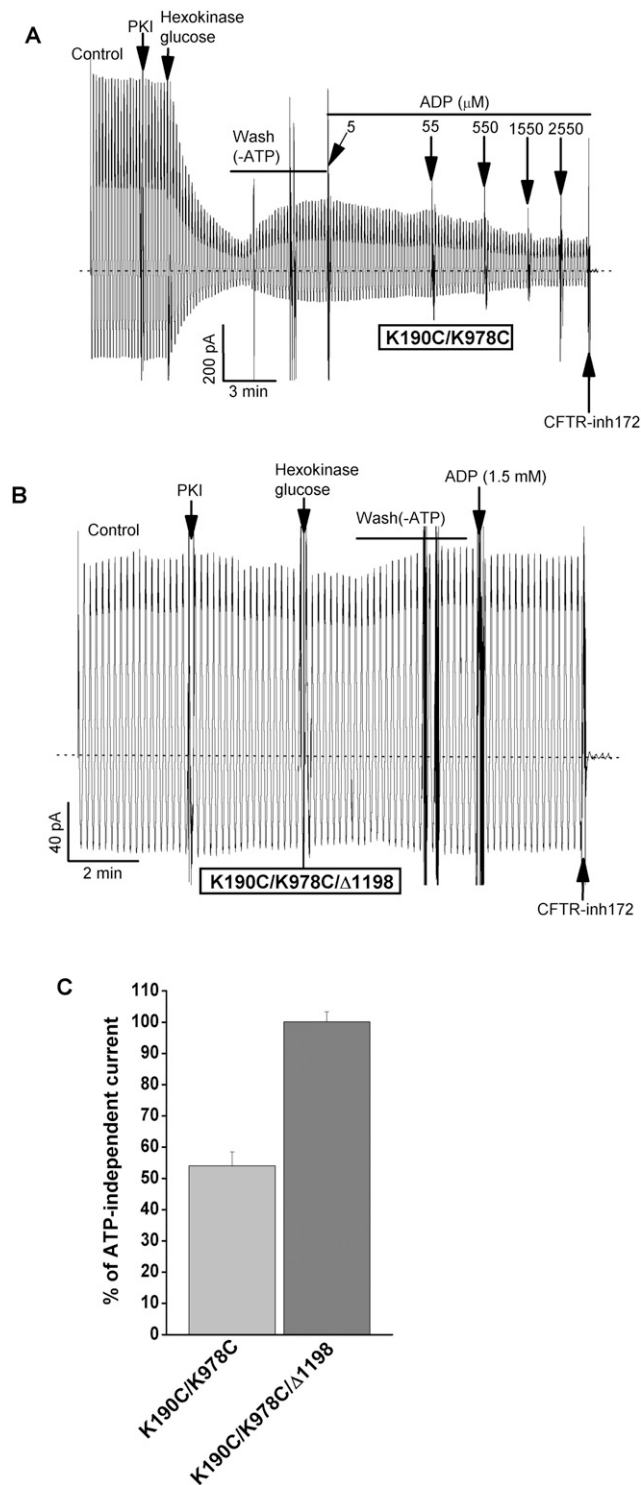 A
Control
PKI
Hexokinase
glucose
Wash
(-ATP)
ADP (μM)
5
55
550
1550
2550
K190C/K978C
200 pA
3 min
CFTR-inh172
B
Control
PKI
Hexokinase
glucose
Wash(-ATP)
ADP (1.5 mM)
40 pA
2 min
K190C/K978C/Δ1198
CFTR-inh172
C
% of ATP-independent current
110
100
90
80
70
60
50
40
30
20
10
0
K190C/K978C
K190C/K978C/Δ1198